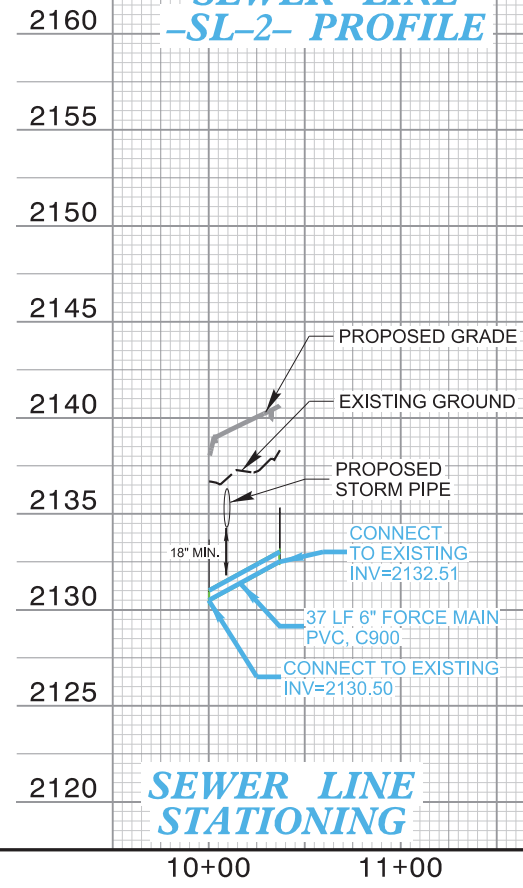 SEWER LINE
-SL-2- PROFILE
2160
2155
2150
2145
2140
2135
2130
2125
2120
PROPOSED GRADE
EXISTING GROUND
PROPOSED
STORM PIPE
18" MIN.
CONNECT
TO EXISTING
INV=2132.51
37 LF 6" FORCE MAIN
PVC, C900
CONNECT TO EXISTING
INV=2130.50
SEWER LINE
STATIONING
10+00 11+00